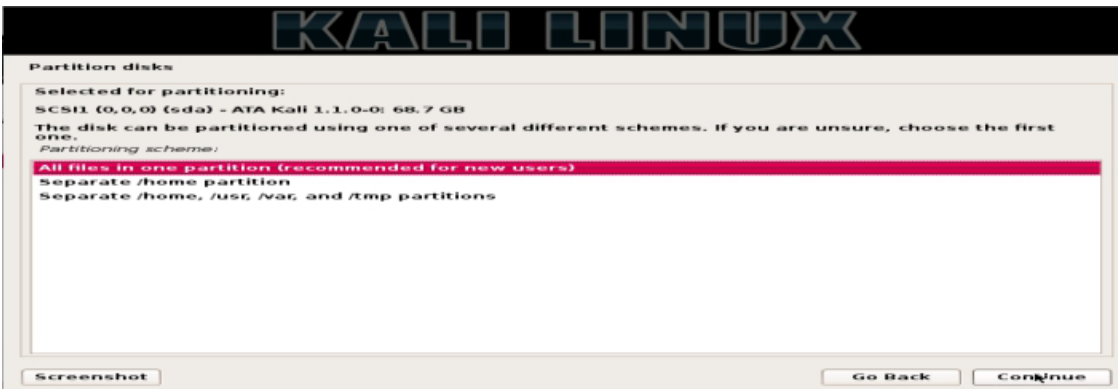 KALI LINUX
Partition disks
Selected for partitioning:
SCSI1 (0,0,0) (sda) - ATA Kali 1.1.0-0: 68.7 GB
The disk can be partitioned using one of several different schemes. If you are unsure, choose the first
one.
Partitioning scheme:
All files in one partition (recommended for new users)
Separate /home partition
Separate /home, /usr, /var, and /tmp partitions
Screenshot
Go Back
Continue